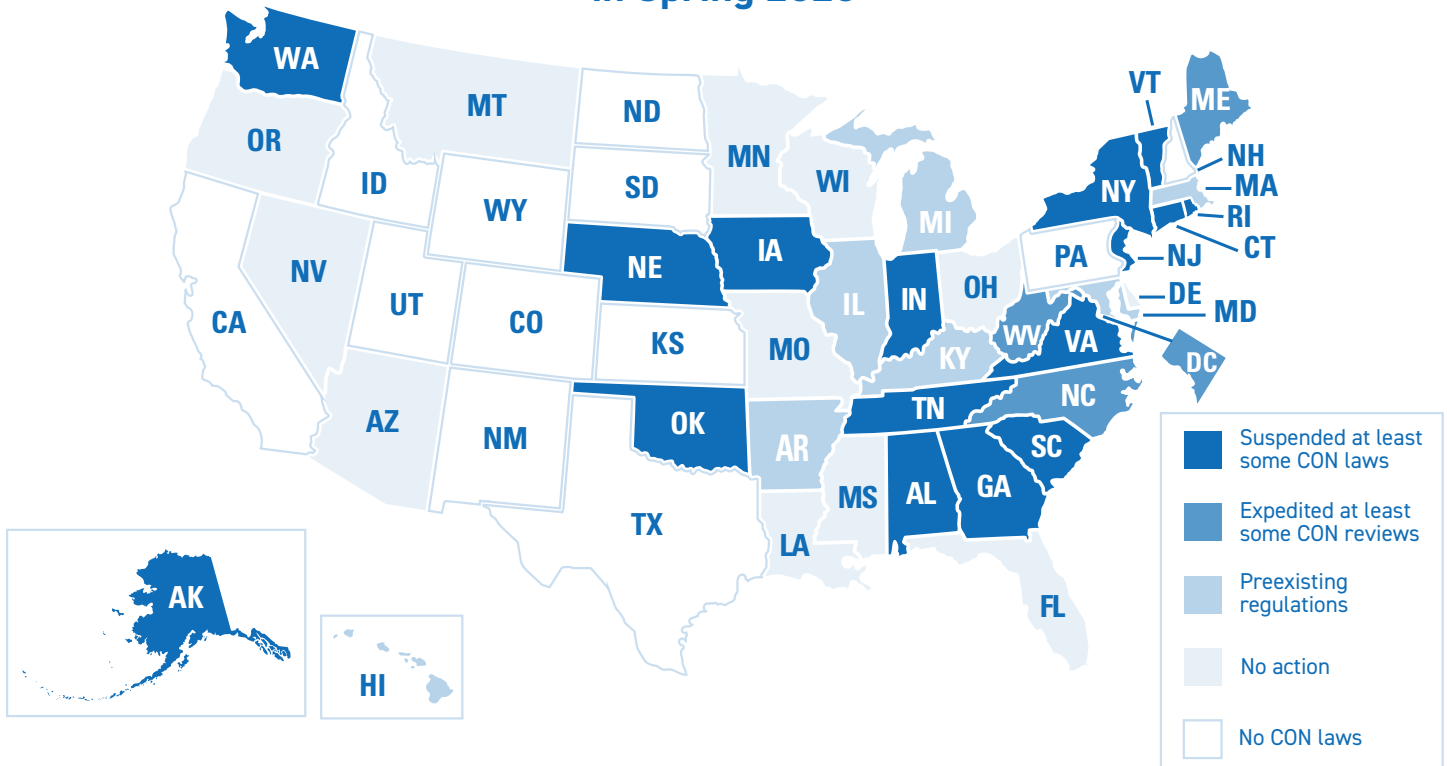 in Spring 2020
WA
OR
MT
ID
ND
SD
WY
MN
WI
MI
NE
IA
NV
UT
CO
KS
CA
IL
IN
OH
MO
KY
WV
VA
PA
NY
VT
ME
NH
MA
RI
CT
NJ
DE
MD
DC
NC
TN
SC
AZ
NM
OK
AR
TX
LA
MS
AL
GA
FL
AK
HI
Suspended at least
some CON laws
Expedited at least
some CON reviews
Preexisting
regulations
No action
No CON laws